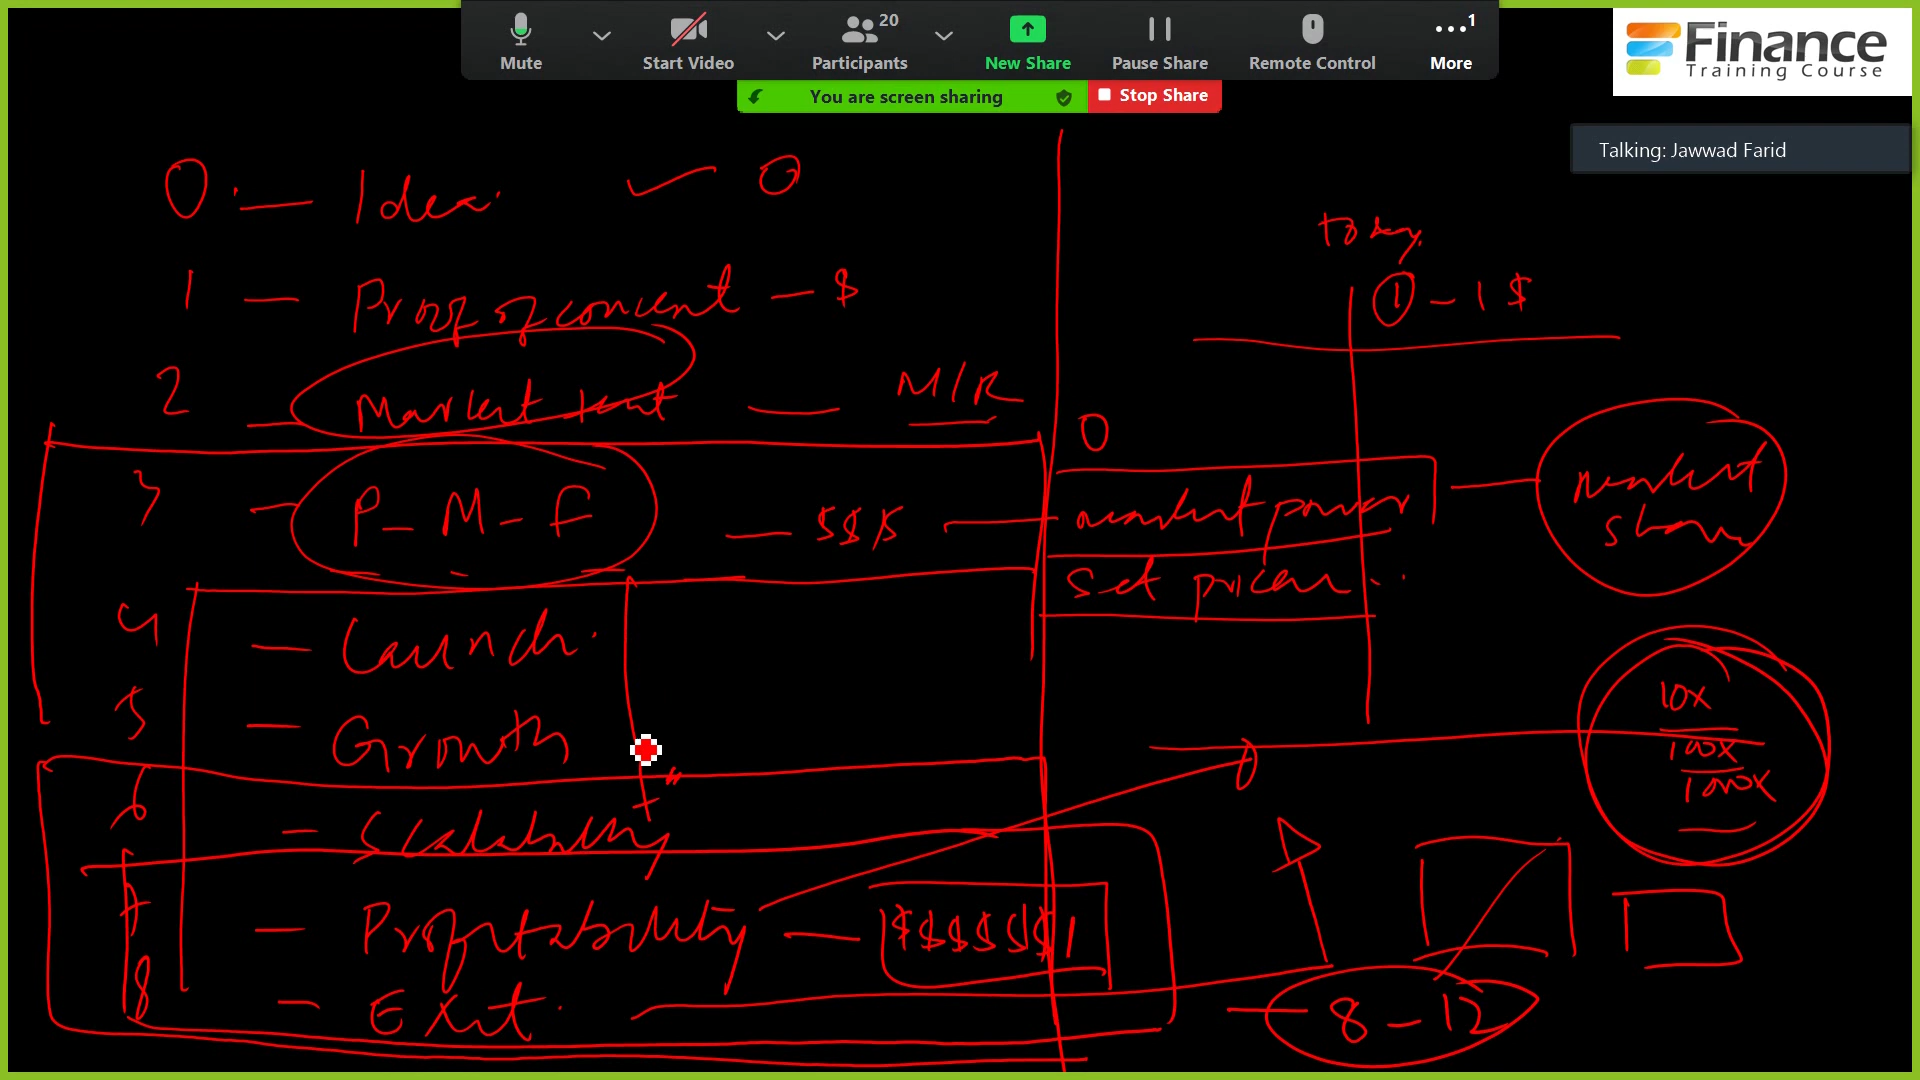 Mute
Start Video
20
Participants
New Share
Pause Share
Remote Control
1
More
You are screen sharing
Stop Share
Finance
Training Course
Talking: Jawwad Farid
0 — Idea 0
1 — Proof of concent — $
2 — Market test — M/R
3 — P-M-F — $$$ — market power — market share
4 — Launch
5 — Growth
6 — Scalability
7 — Profitability — $$$$$$
8 — Exit — 8-12
today
1 - 1 $
0
set prices
10x
100x
1000x